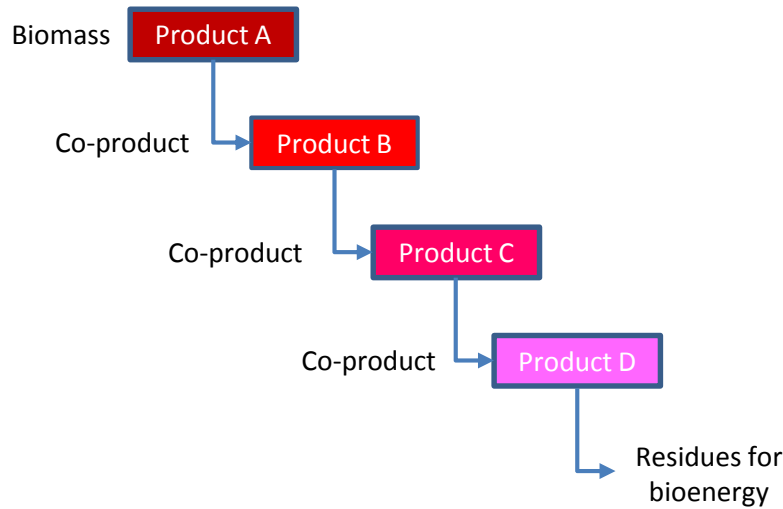 Biomass
Product A
Co-product
Product B
Co-product
Product C
Co-product
Product D
Residues for
bioenergy